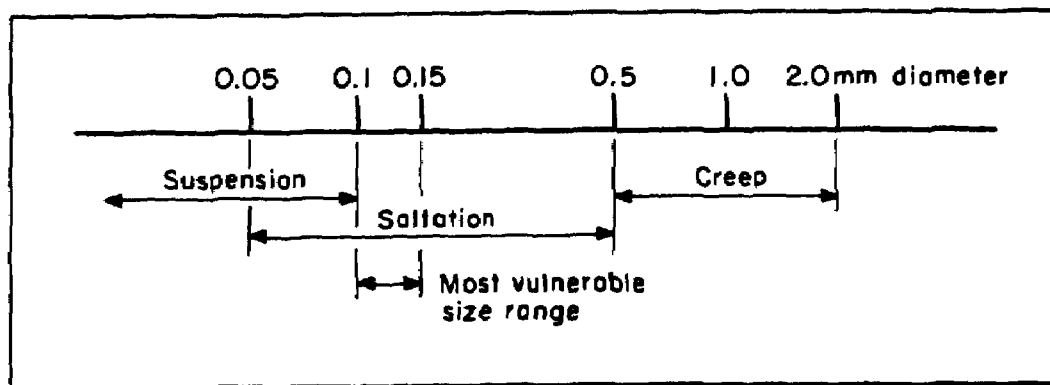 0.05 0.1 0.15 0.5 1.0 2.0mm diameter
Suspension
Creep
Saltation
Most vulnerable
size range